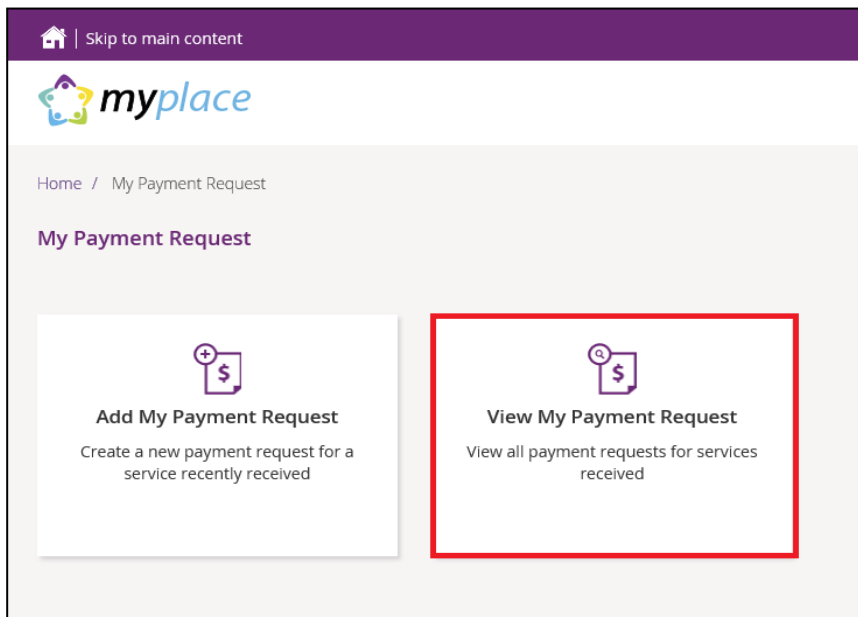 Skip to main content
myplace
Home / My Payment Request
My Payment Request
$
Add My Payment Request
Create a new payment request for a
service recently received
$
View My Payment Request
View all payment requests for services
received